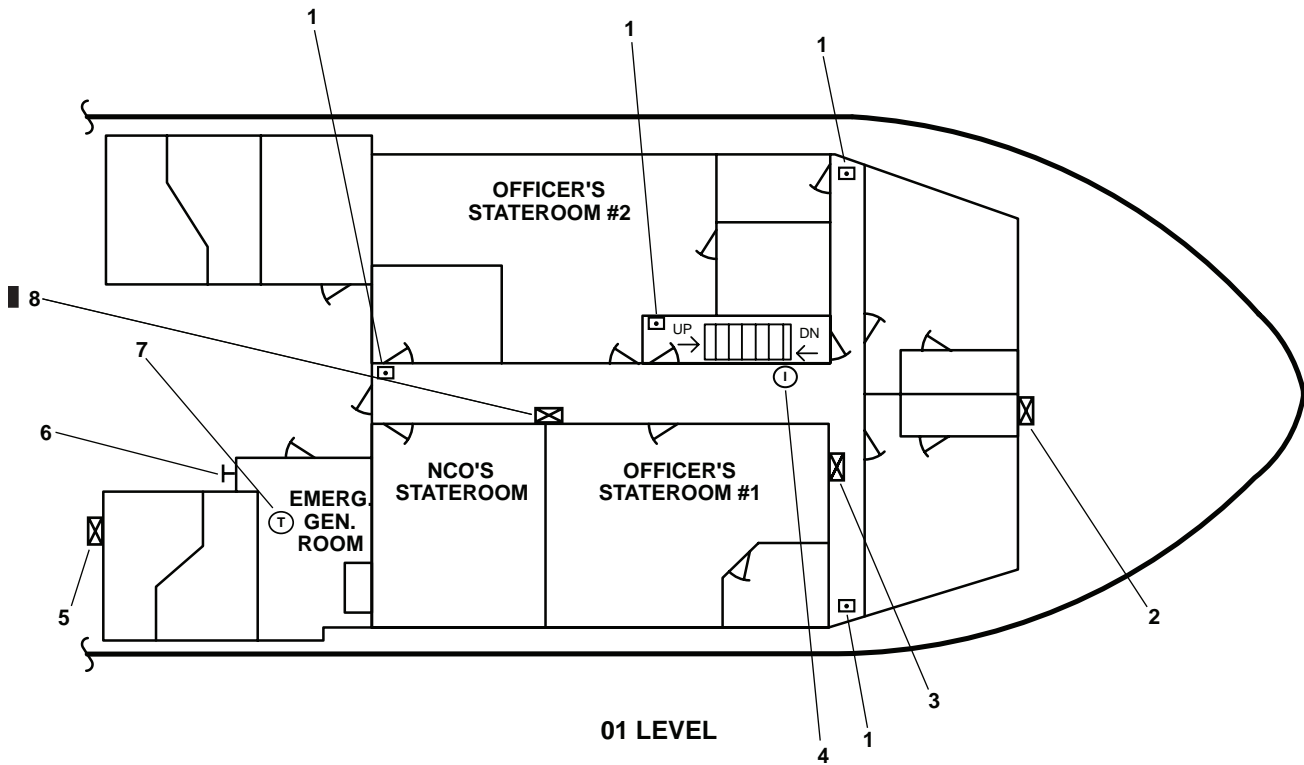 1
1
1
OFFICER'S
STATEROOM #2
8
UP
DN
7
I
6
NCO'S
STATEROOM
OFFICER'S
STATEROOM #1
EMERG.
GEN.
ROOM
T
5
2
3
1
4
01 LEVEL